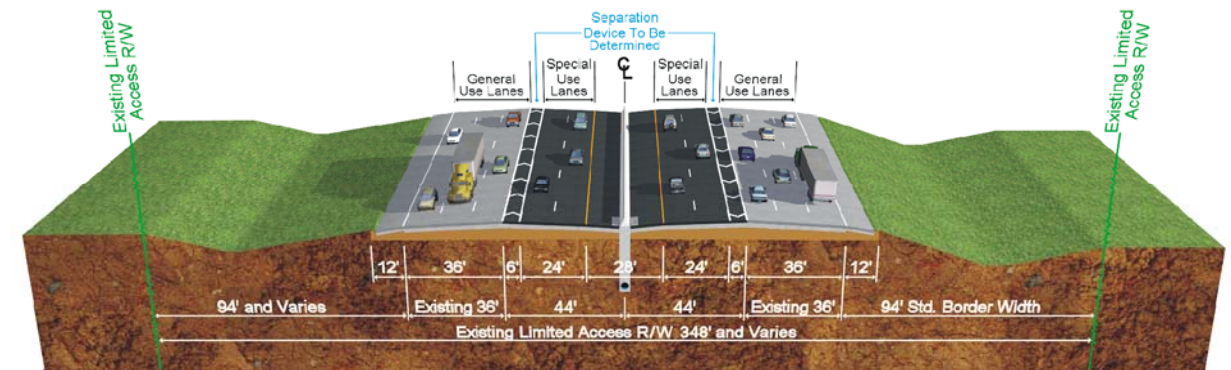 Separation
Device To Be
Determined
Existing Limited
Access R/W
General
Use Lanes
Special
Use
Lanes
℄
Special
Use
Lanes
General
Use Lanes
Existing Limited
Access R/W
12' 36' 6' 24' 28' 24' 6' 36' 12'
94' and Varies Existing 36' 44' 44' Existing 36' 94' Std. Border Width
Existing Limited Access R/W 348' and Varies